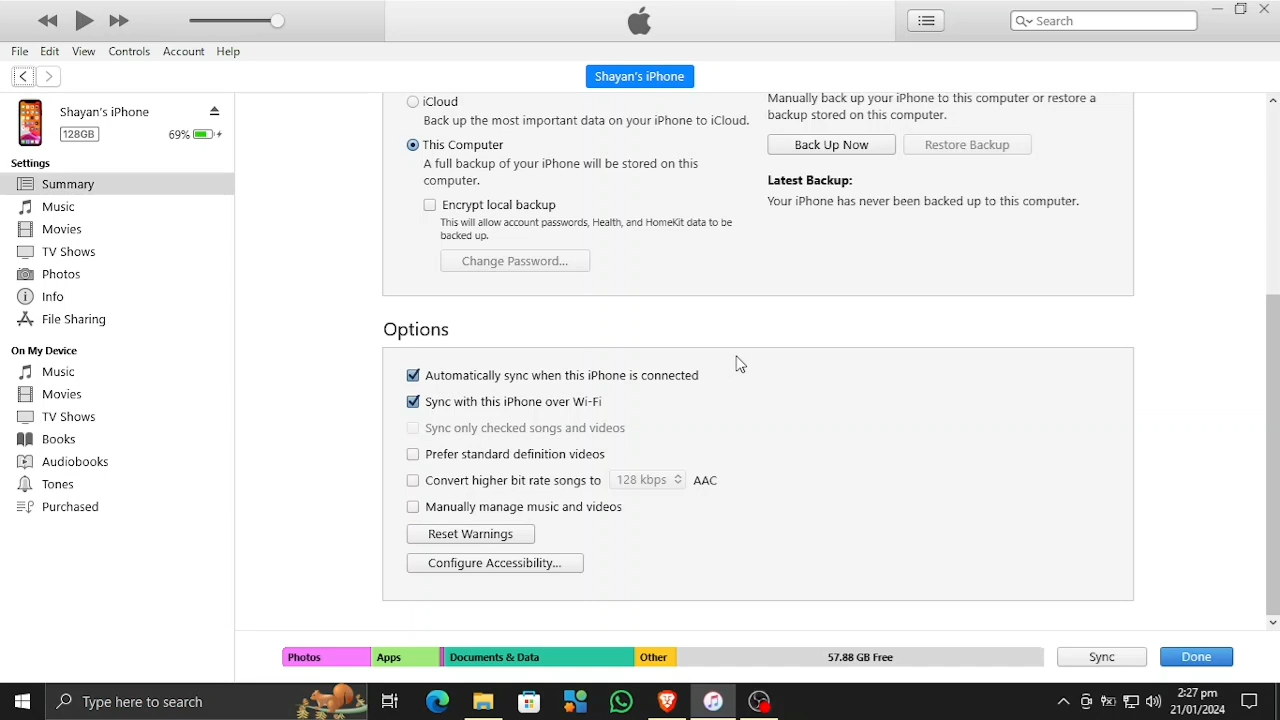 Search
File Edit View Controls Account Help
Shayan's iPhone
Shayan's iPhone
128GB 69%
Settings
Summary
Music
Movies
TV Shows
Photos
Info
File Sharing
On My Device
Music
Movies
TV Shows
Books
Audiobooks
Tones
Purchased
iCloud
Back up the most important data on your iPhone to iCloud.
This Computer
A full backup of your iPhone will be stored on this
computer.
Encrypt local backup
This will allow account passwords, Health, and HomeKit data to be
backed up.
Change Password...
Manually back up your iPhone to this computer or restore a
backup stored on this computer.
Back Up Now Restore Backup
Latest Backup:
Your iPhone has never been backed up to this computer.
Options
Automatically sync when this iPhone is connected
Sync with this iPhone over Wi-Fi
Sync only checked songs and videos
Prefer standard definition videos
Convert higher bit rate songs to 128 kbps AAC
Manually manage music and videos
Reset Warnings
Configure Accessibility...
Photos Apps Documents & Data Other 57.88 GB Free Sync Done
Type here to search
2:27 pm
21/01/2024